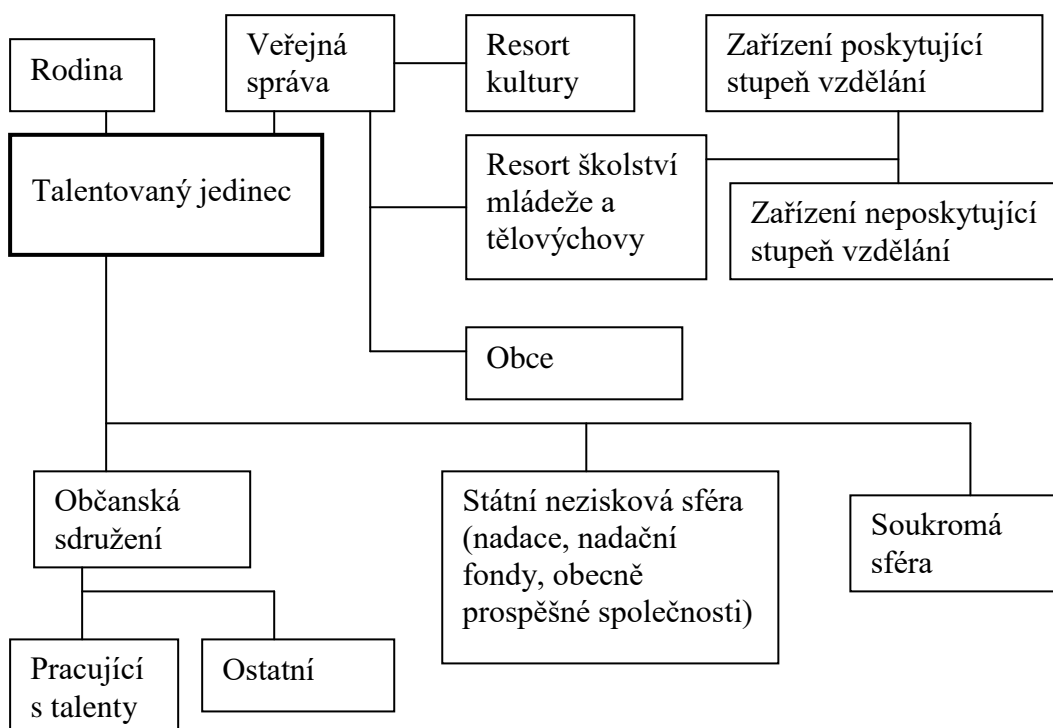 Rodina
Veřejná
správa
Resort
kultury
Zařízení poskytující
stupeň vzdělání
Talentovaný jedinec
Resort školství
mládeže a
tělovýchovy
Zařízení neposkytující
stupeň vzdělání
Obce
Občanská
sdružení
Státní nezisková sféra
(nadace, nadační
fondy, obecně
prospěšné společnosti)
Soukromá
sféra
Pracující
s talenty
Ostatní